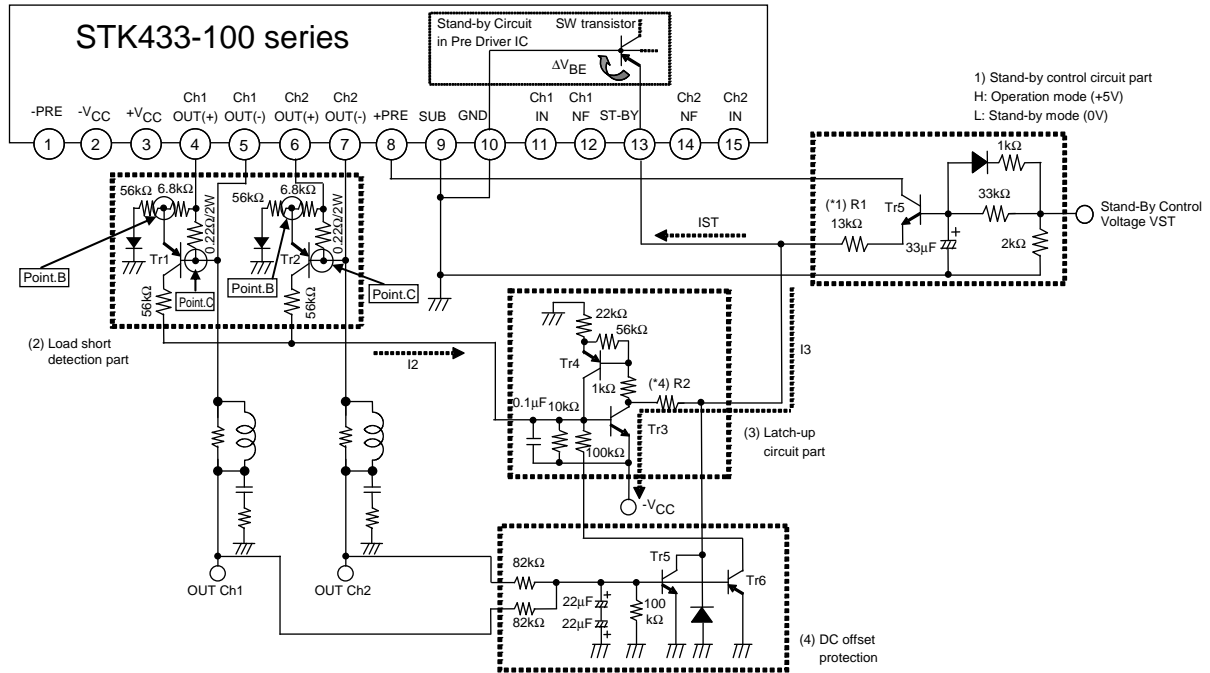 STK433-100 series
Stand-by Circuit
in Pre Driver IC
SW transistor
ΔVBE
-PRE
-VCC
+VCC
Ch1
OUT(+)
Ch1
OUT(-)
Ch2
OUT(+)
Ch2
OUT(-)
+PRE
SUB
GND
Ch1
IN
Ch1
NF
ST-BY
Ch2
NF
Ch2
IN
1 2 3 4 5 6 7 8 9 10 11 12 13 14 15
1) Stand-by control circuit part
H: Operation mode (+5V)
L: Stand-by mode (0V)
1kΩ
33kΩ
2kΩ
Tr5
33μF
+
(*1) R1
13kΩ
Stand-By Control
Voltage VST
IST
56kΩ
6.8kΩ
0.22Ω/2W
Tr1
56kΩ
Point.B
Point.C
56kΩ
6.8kΩ
0.22Ω/2W
Tr2
56kΩ
Point.B
Point.C
(2) Load short
detection part
I2
22kΩ
56kΩ
Tr4
1kΩ
(*4) R2
0.1μF
10kΩ
100kΩ
Tr3
I3
(3) Latch-up
circuit part
-VCC
OUT Ch1
OUT Ch2
82kΩ
82kΩ
22μF
+
22μF
+
100
kΩ
Tr5
Tr6
(4) DC offset
protection